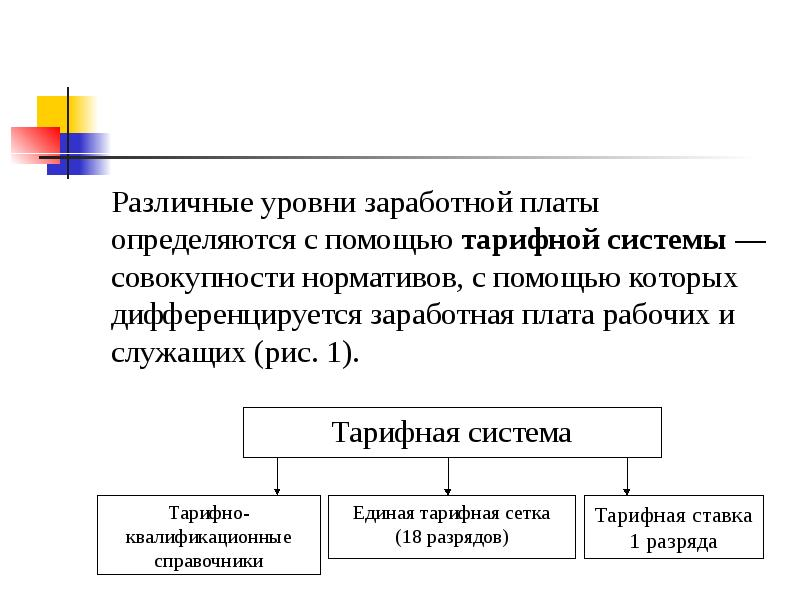 Различные уровни заработной платы
определяются с помощью тарифной системы —
совокупности нормативов, с помощью которых
дифференцируется заработная плата рабочих и
служащих (рис. 1).
Тарифная система
Тарифно-
квалификационные
справочники
Единая тарифная сетка
(18 разрядов)
Тарифная ставка
1 разряда